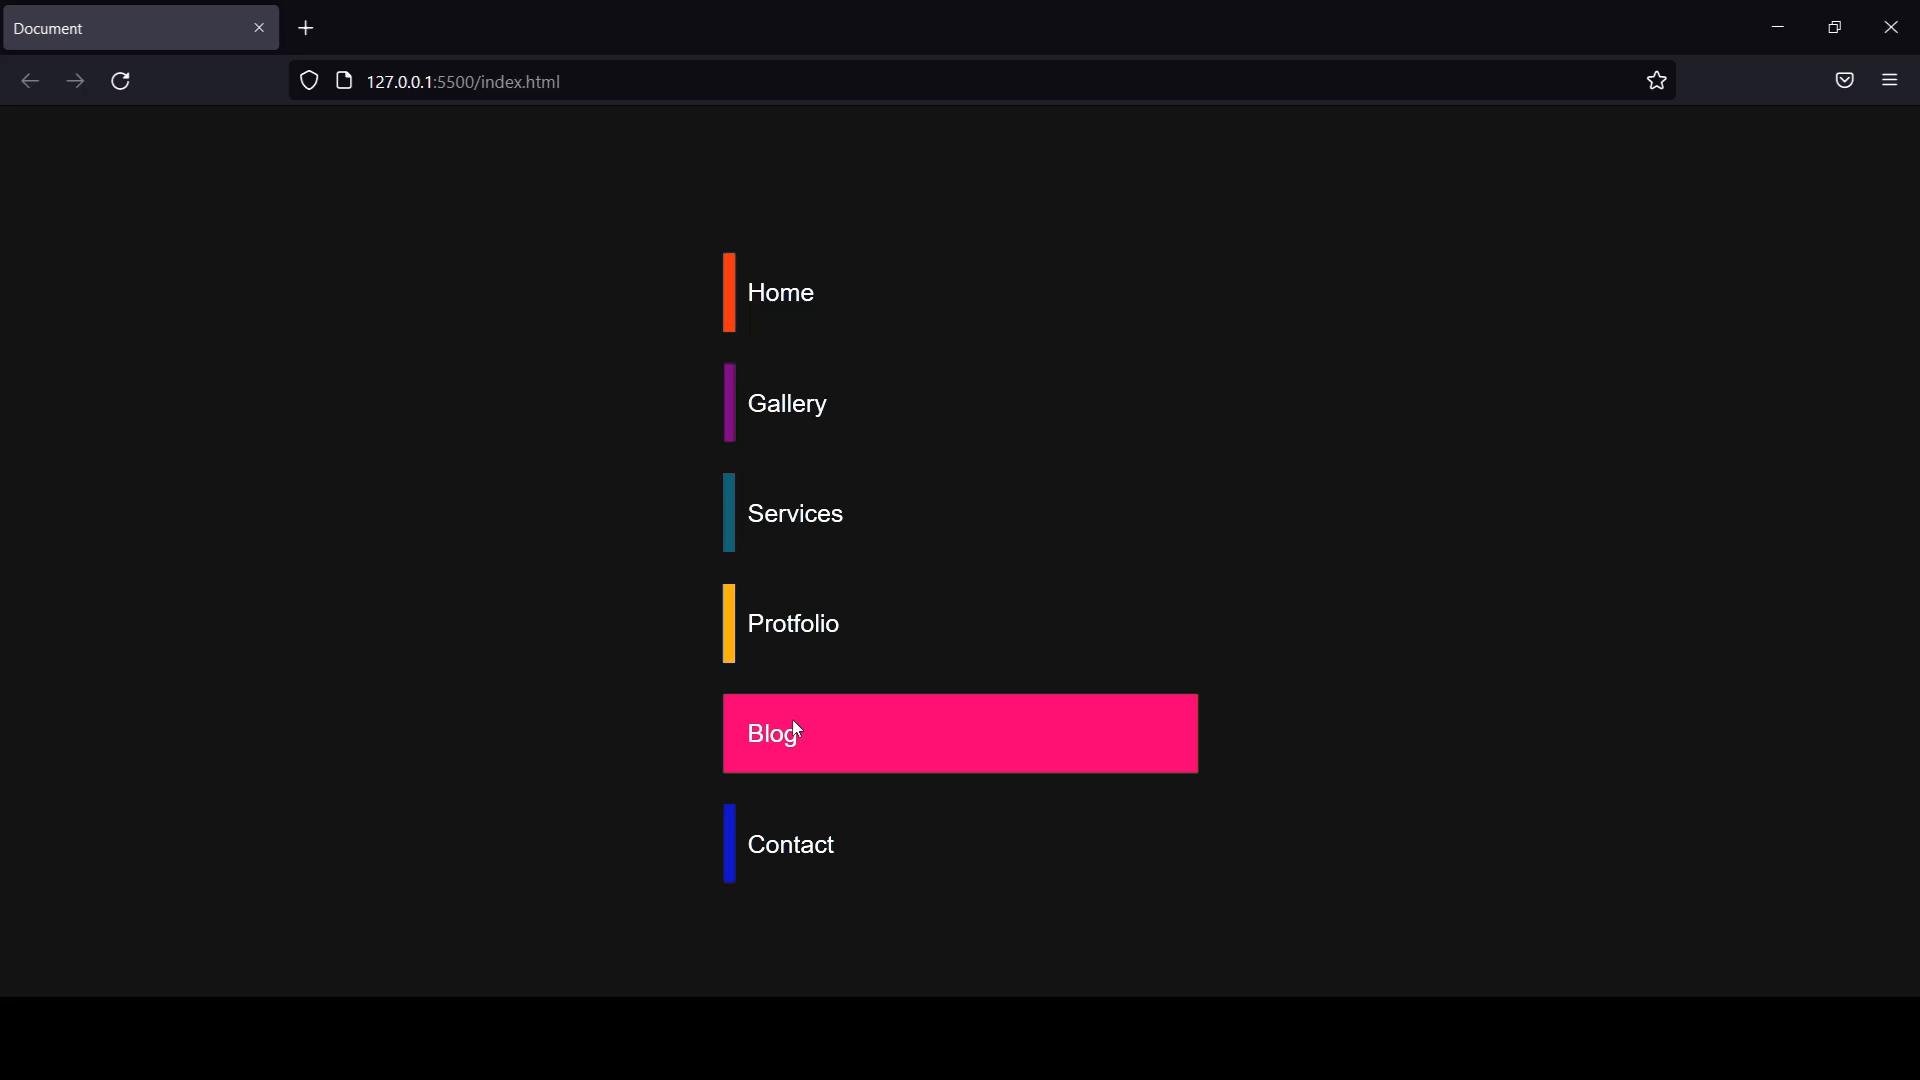 Document
127.0.0.1:5500/index.html
Home
Gallery
Services
Protfolio
Blog
Contact